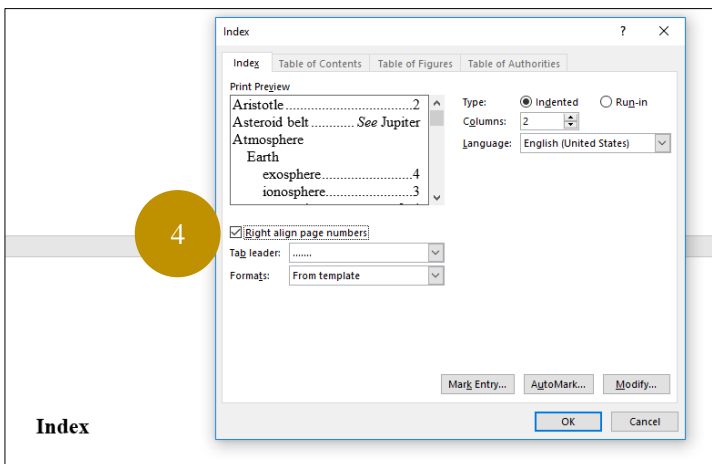 Index
? ×
Index Table of Contents Table of Figures Table of Authorities
Print Preview
Aristotle.......................2
Asteroid belt ........... See Jupiter
Atmosphere
Earth
exosphere.................4
ionosphere................3
Type: Indented Run-in
Columns: 2
Language: English (United States)
4
Right align page numbers
Tab leader: .......
Formats: From template
Mark Entry... AutoMark... Modify...
OK Cancel
Index